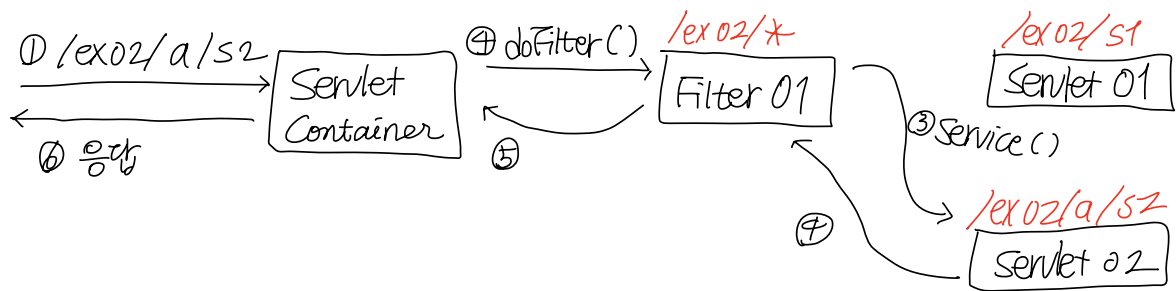 ① /ex02/a/s2
Servlet
Container
⑥ 응답
④ doFilter()
⑤
/ex02/*
Filter 01
③ Service()
④
/ex02/s1
Servlet 01
/ex02/a/s2
Servlet 02